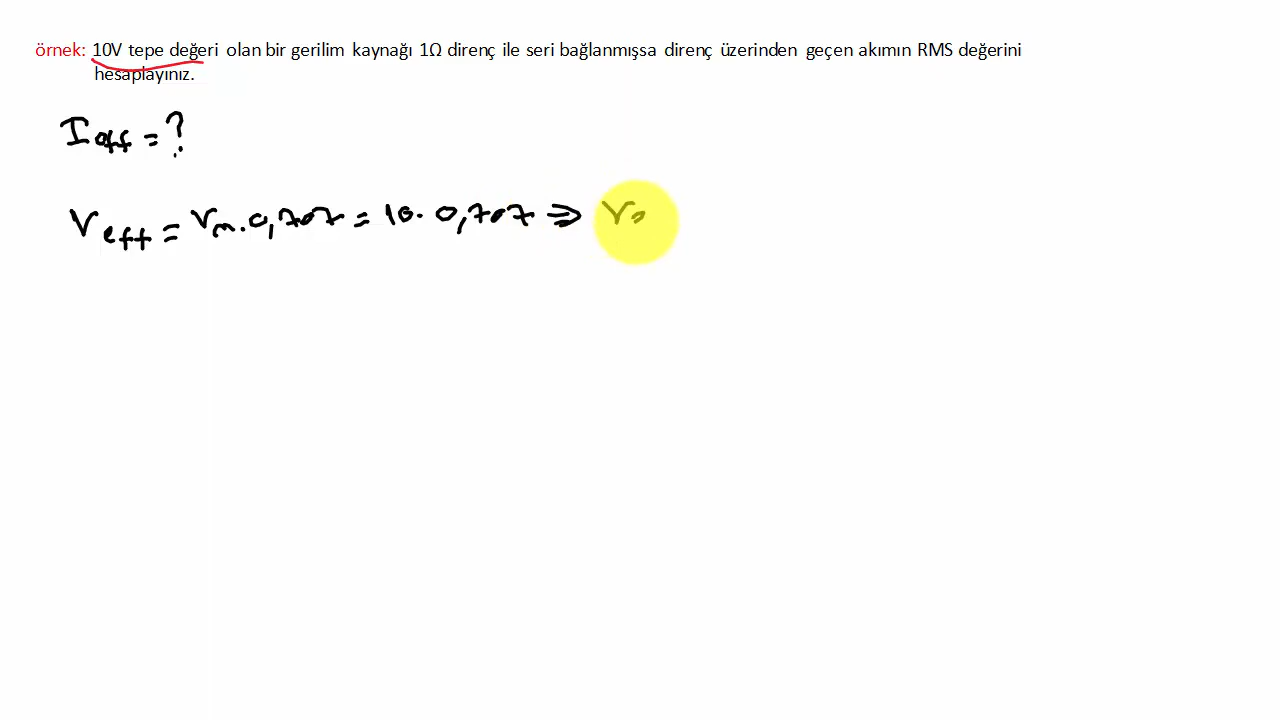 örnek: 10V tepe değeri olan bir gerilim kaynağı 1Ω direnç ile seri bağlanmışsa direnç üzerinden geçen akımın RMS değerini
hesaplayınız.
Ieff = ?
Veff = Vm. 0,707 = 10. 0,707 ⇒ V